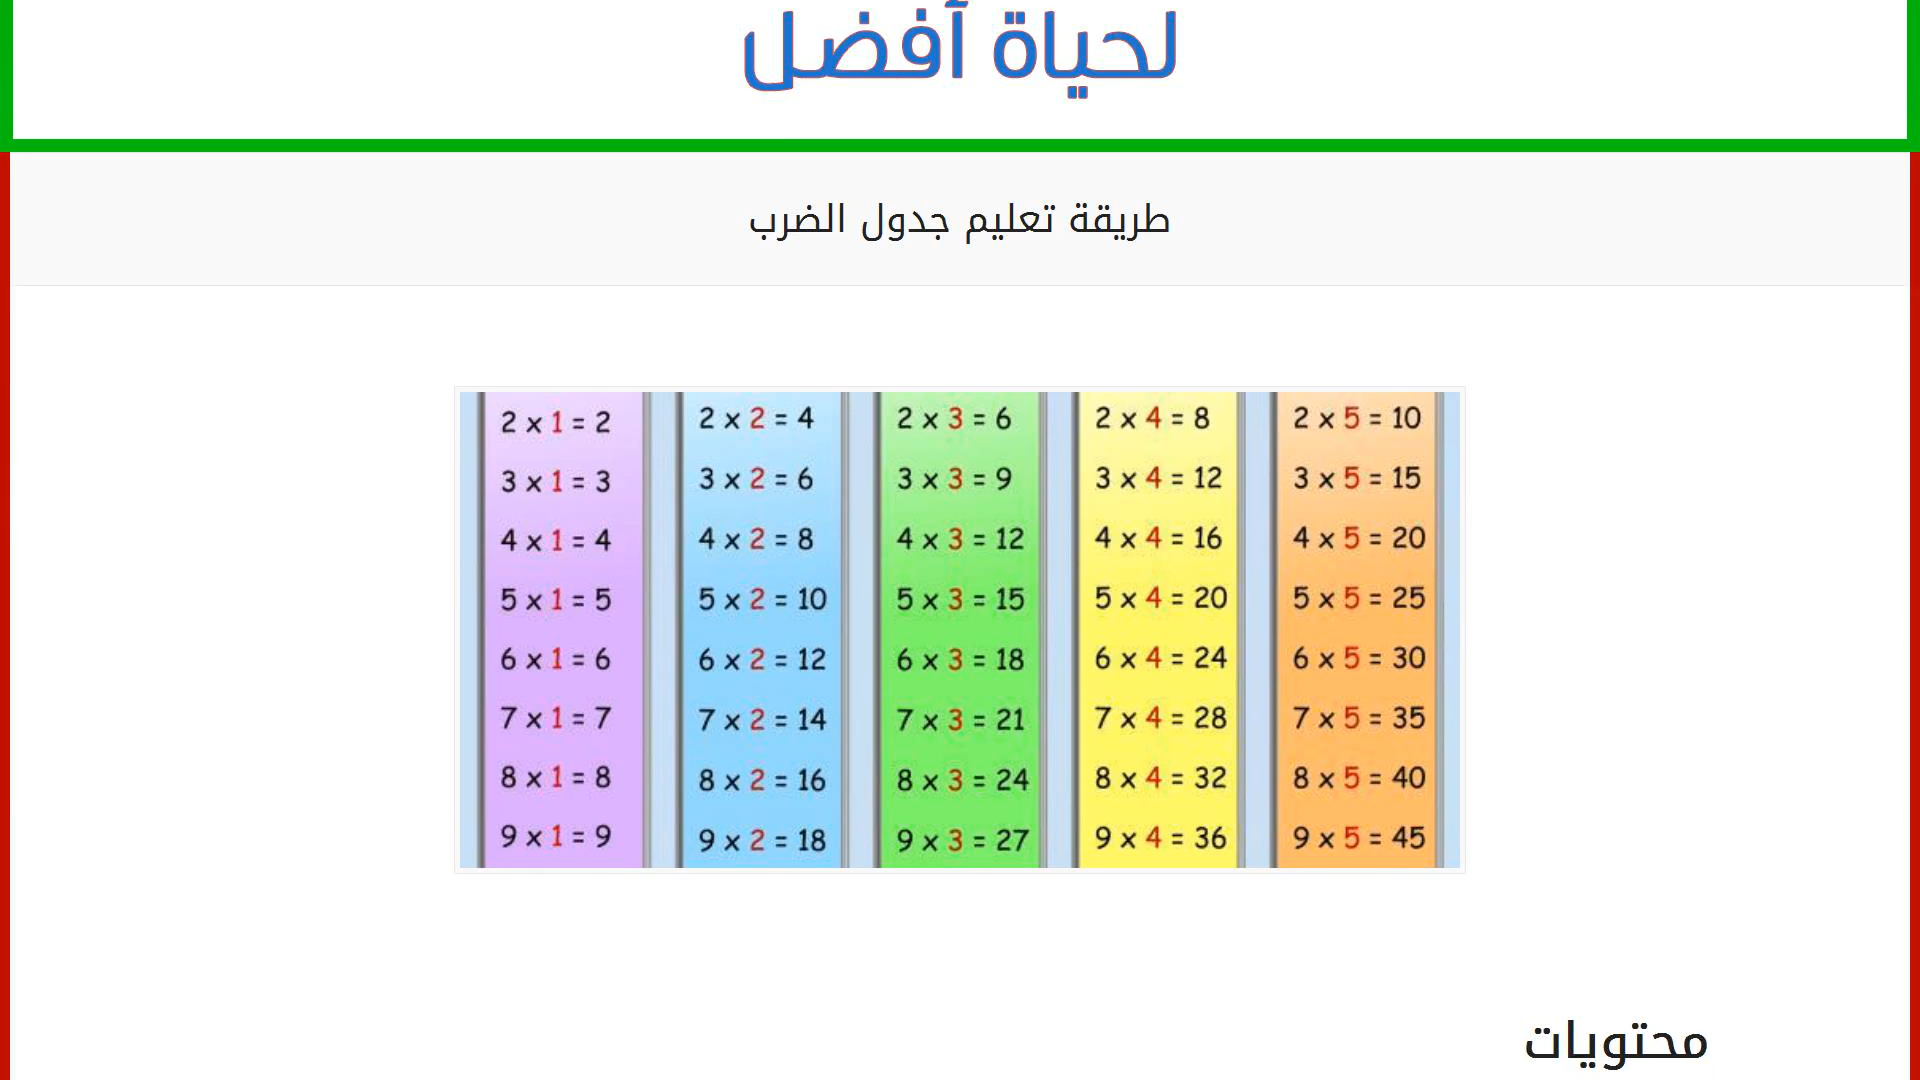 لحياة أفضل
طريقة تعليم جدول الضرب
2 x 1 = 2
3 x 1 = 3
4 x 1 = 4
5 x 1 = 5
6 x 1 = 6
7 x 1 = 7
8 x 1 = 8
9 x 1 = 9
2 x 2 = 4
3 x 2 = 6
4 x 2 = 8
5 x 2 = 10
6 x 2 = 12
7 x 2 = 14
8 x 2 = 16
9 x 2 = 18
2 x 3 = 6
3 x 3 = 9
4 x 3 = 12
5 x 3 = 15
6 x 3 = 18
7 x 3 = 21
8 x 3 = 24
9 x 3 = 27
2 x 4 = 8
3 x 4 = 12
4 x 4 = 16
5 x 4 = 20
6 x 4 = 24
7 x 4 = 28
8 x 4 = 32
9 x 4 = 36
2 x 5 = 10
3 x 5 = 15
4 x 5 = 20
5 x 5 = 25
6 x 5 = 30
7 x 5 = 35
8 x 5 = 40
9 x 5 = 45
محتويات